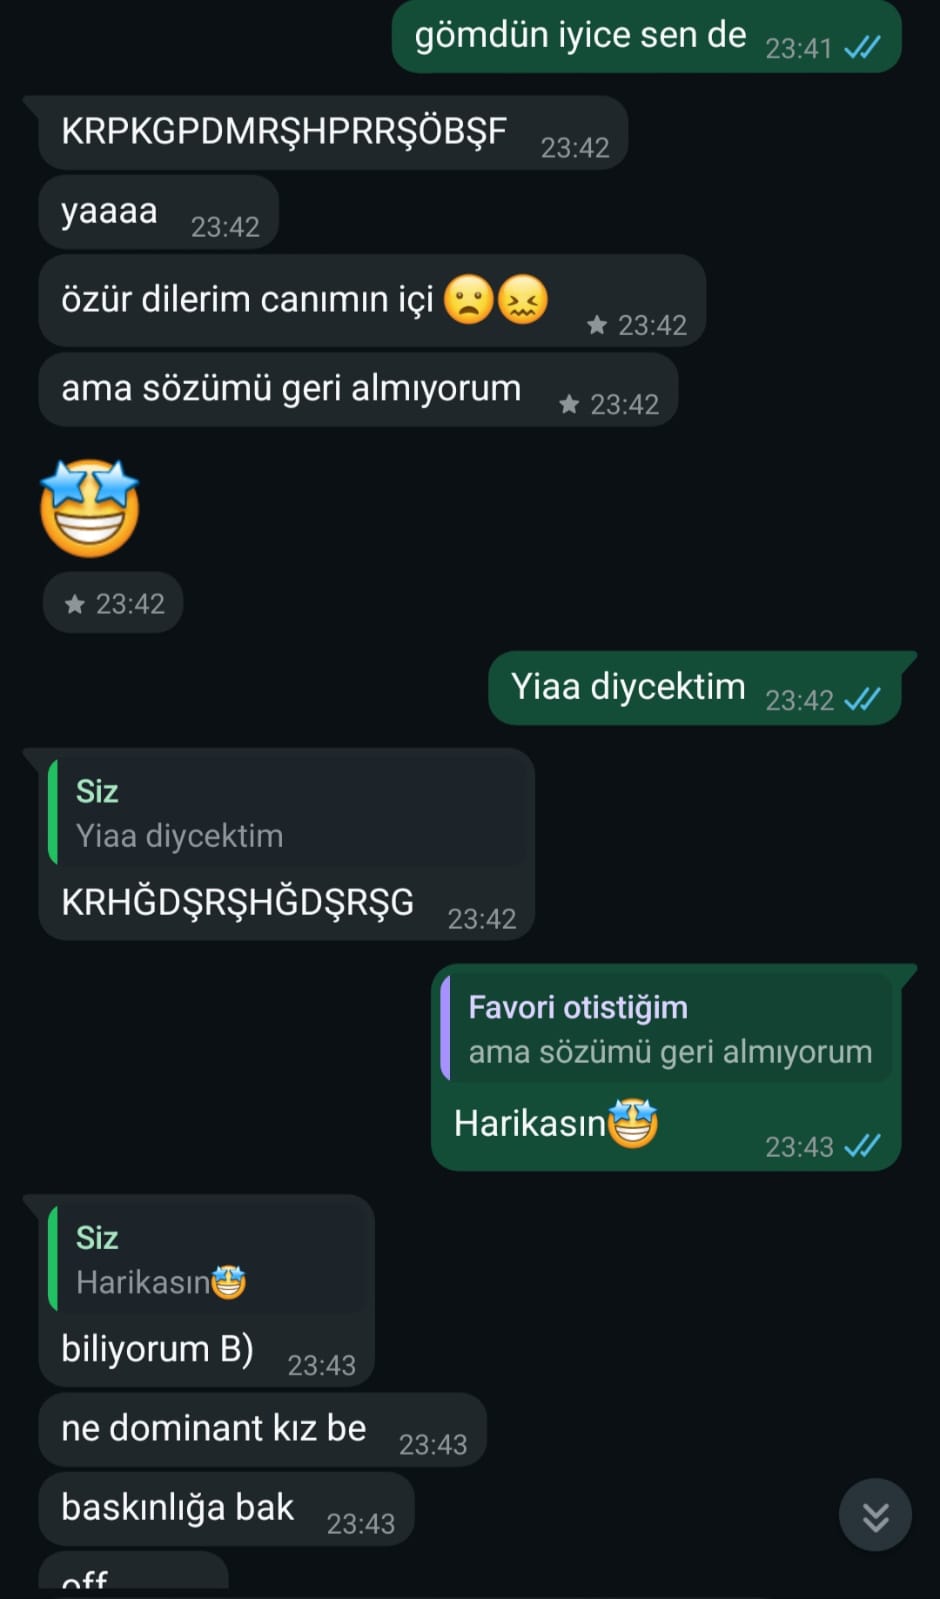 gömdün iyice sen de 23:41
KRPKGPDMRŞHPRRŞÖBŞF 23:42
yaaaa 23:42
özür dilerim canımın içi 😦😖 23:42
ama sözümü geri almıyorum 23:42
🤩
23:42
Yiaa diycektim 23:42
Siz
Yiaa diycektim
KRHĞDŞRŞHĞDŞRŞG 23:42
Favori otistiğim
ama sözümü geri almıyorum
Harikasın🤩 23:43
Siz
Harikasın🤩
biliyorum B) 23:43
ne dominant kız be 23:43
baskınlığa bak 23:43
off